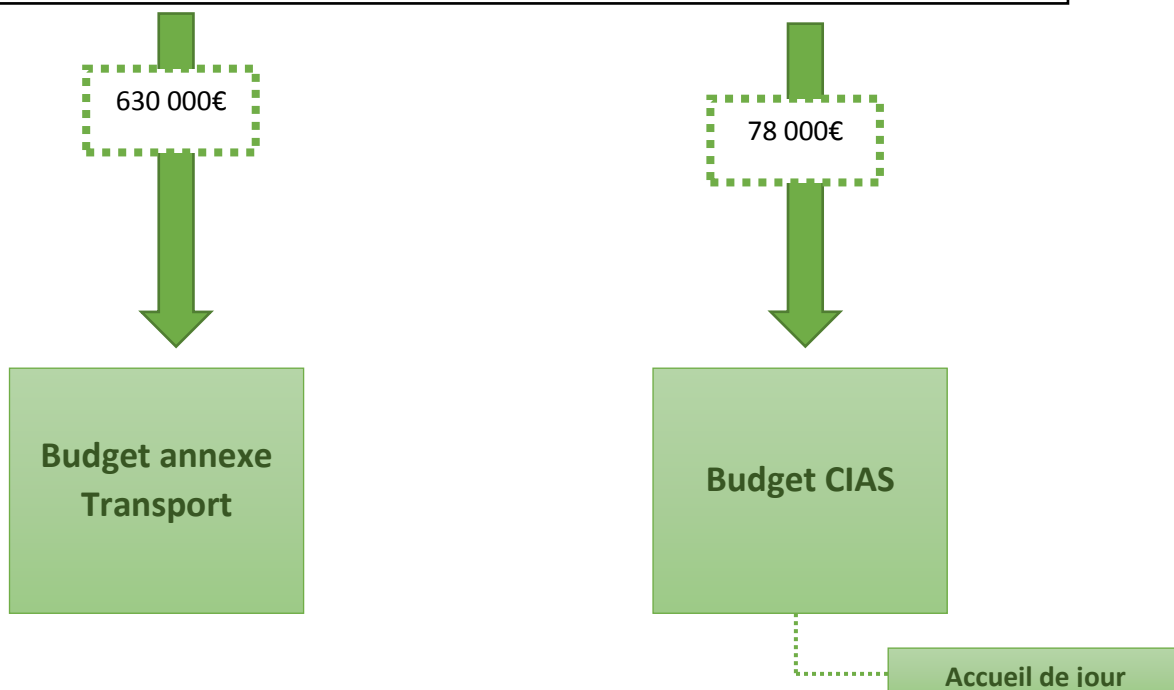 630 000€
78 000€
Budget annexe
Transport
Budget CIAS
Accueil de jour